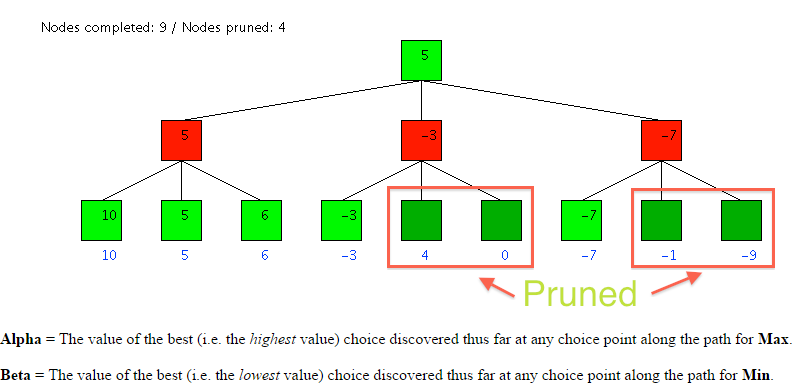 Nodes completed: 9 / Nodes pruned: 4
5
5 -3 -7
10 5 6 -3 -7
10 5 6 -3 4 0 -7 -1 -9
Pruned
Alpha = The value of the best (i.e. the highest value) choice discovered thus far at any choice point along the path for Max.
Beta = The value of the best (i.e. the lowest value) choice discovered thus far at any choice point along the path for Min.